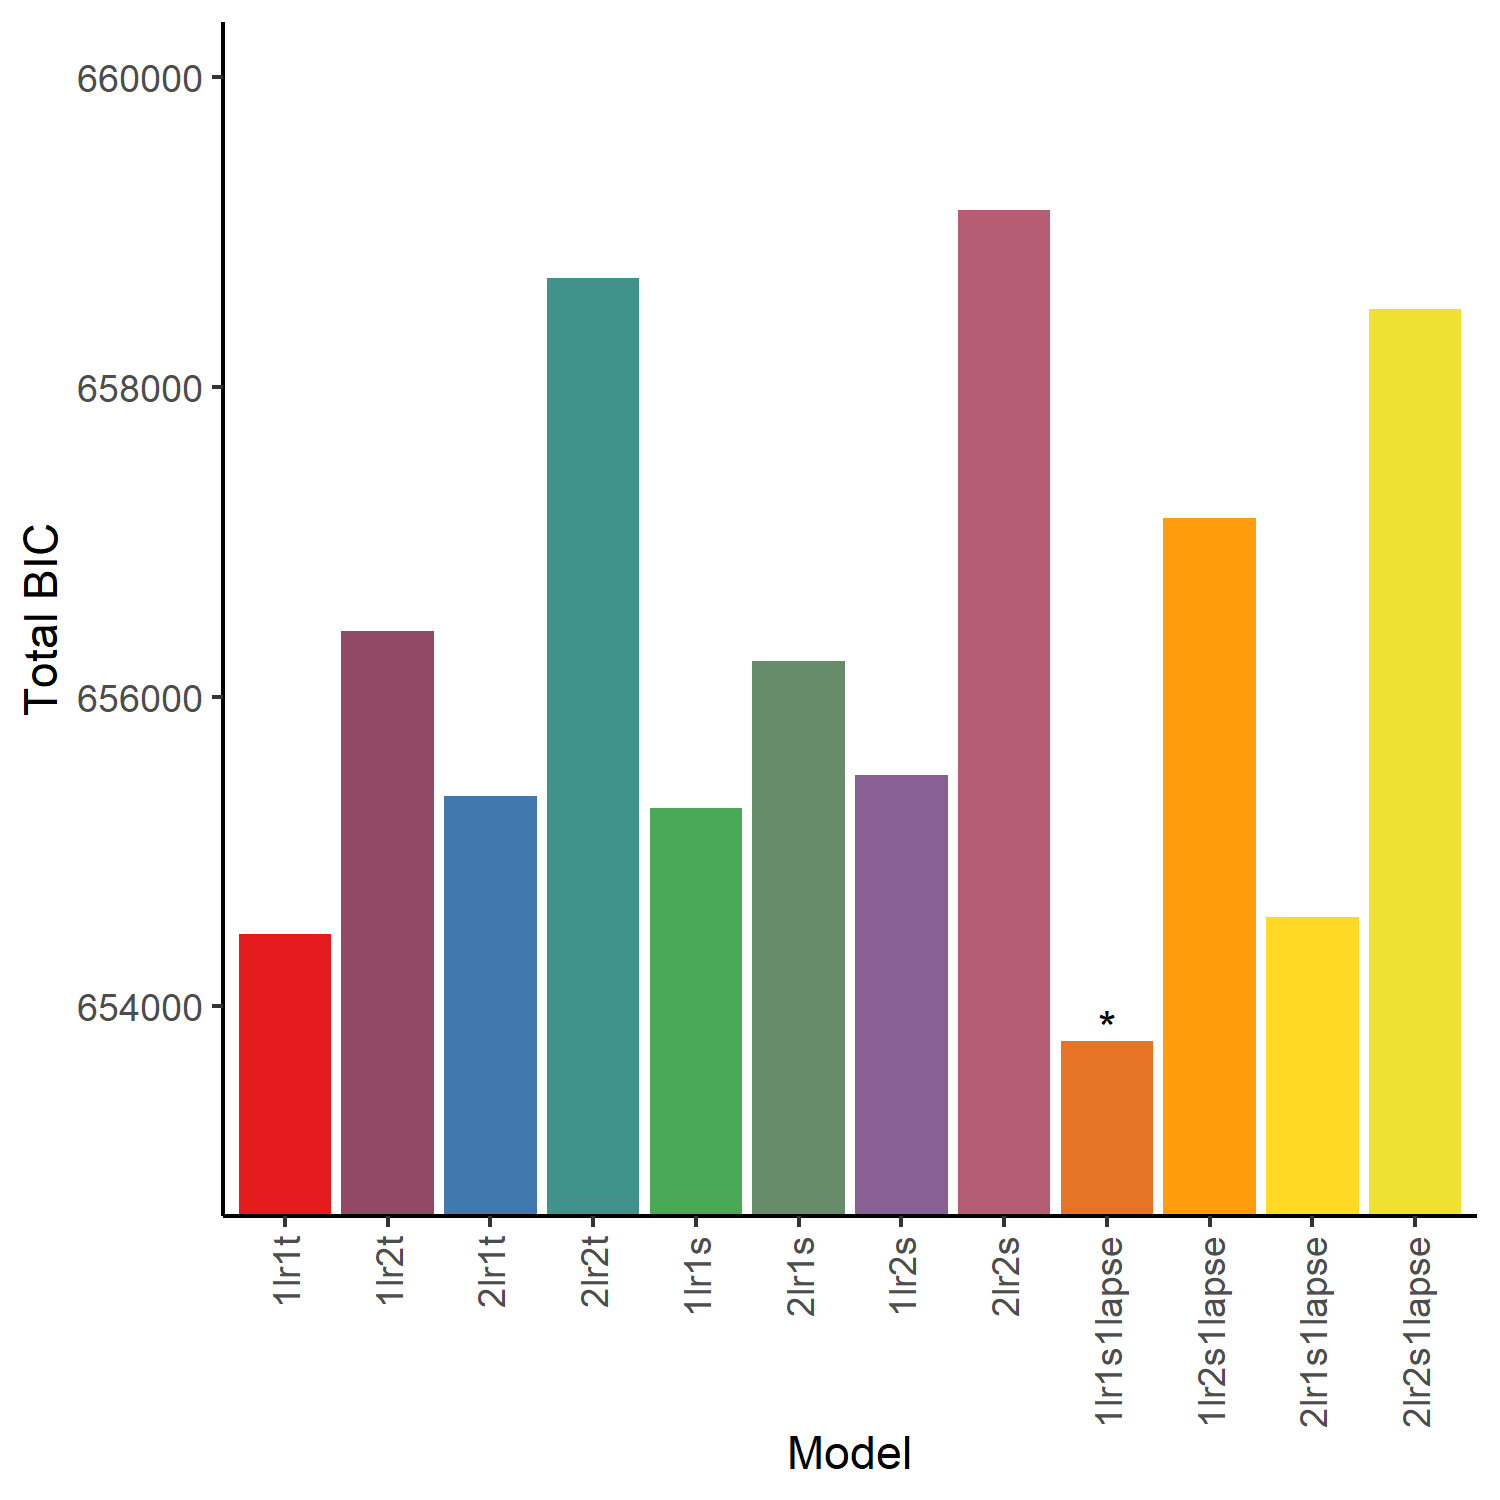 660000
658000
656000
654000
Total BIC
*
1lr1t
1lr2t
2lr1t
2lr2t
1lr1s
2lr1s
1lr2s
2lr2s
1lr1s1lapse
1lr2s1lapse
2lr1s1lapse
2lr2s1lapse
Model